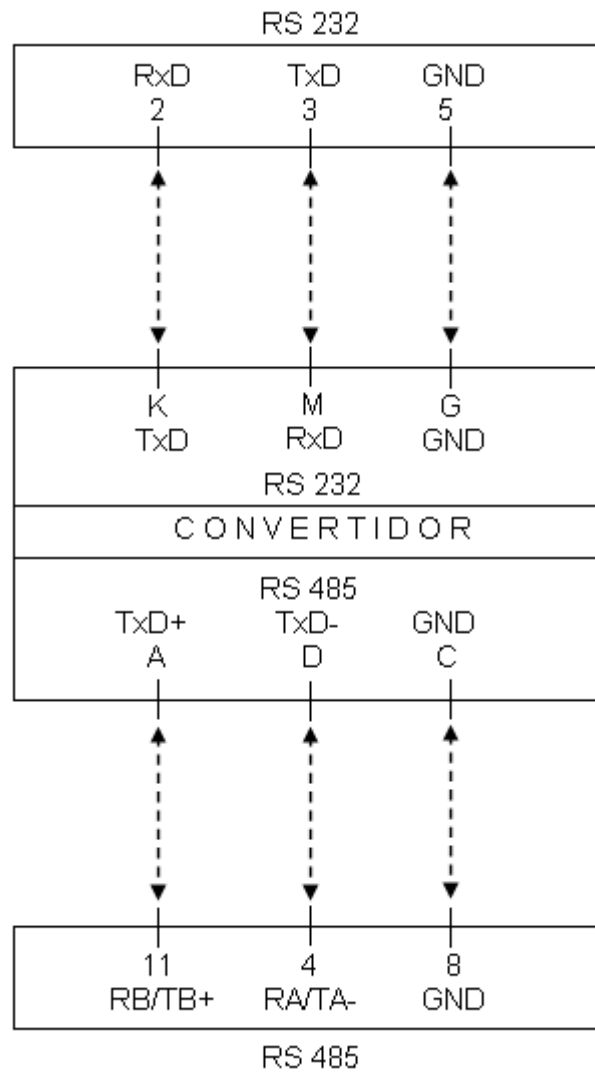 RS 232
RxD TxD GND
2 3 5
K M G
TxD RxD GND
RS 232
CONVERTIDOR
RS 485
TxD+ TxD- GND
A D C
11 4 8
RB/TB+ RA/TA- GND
RS 485